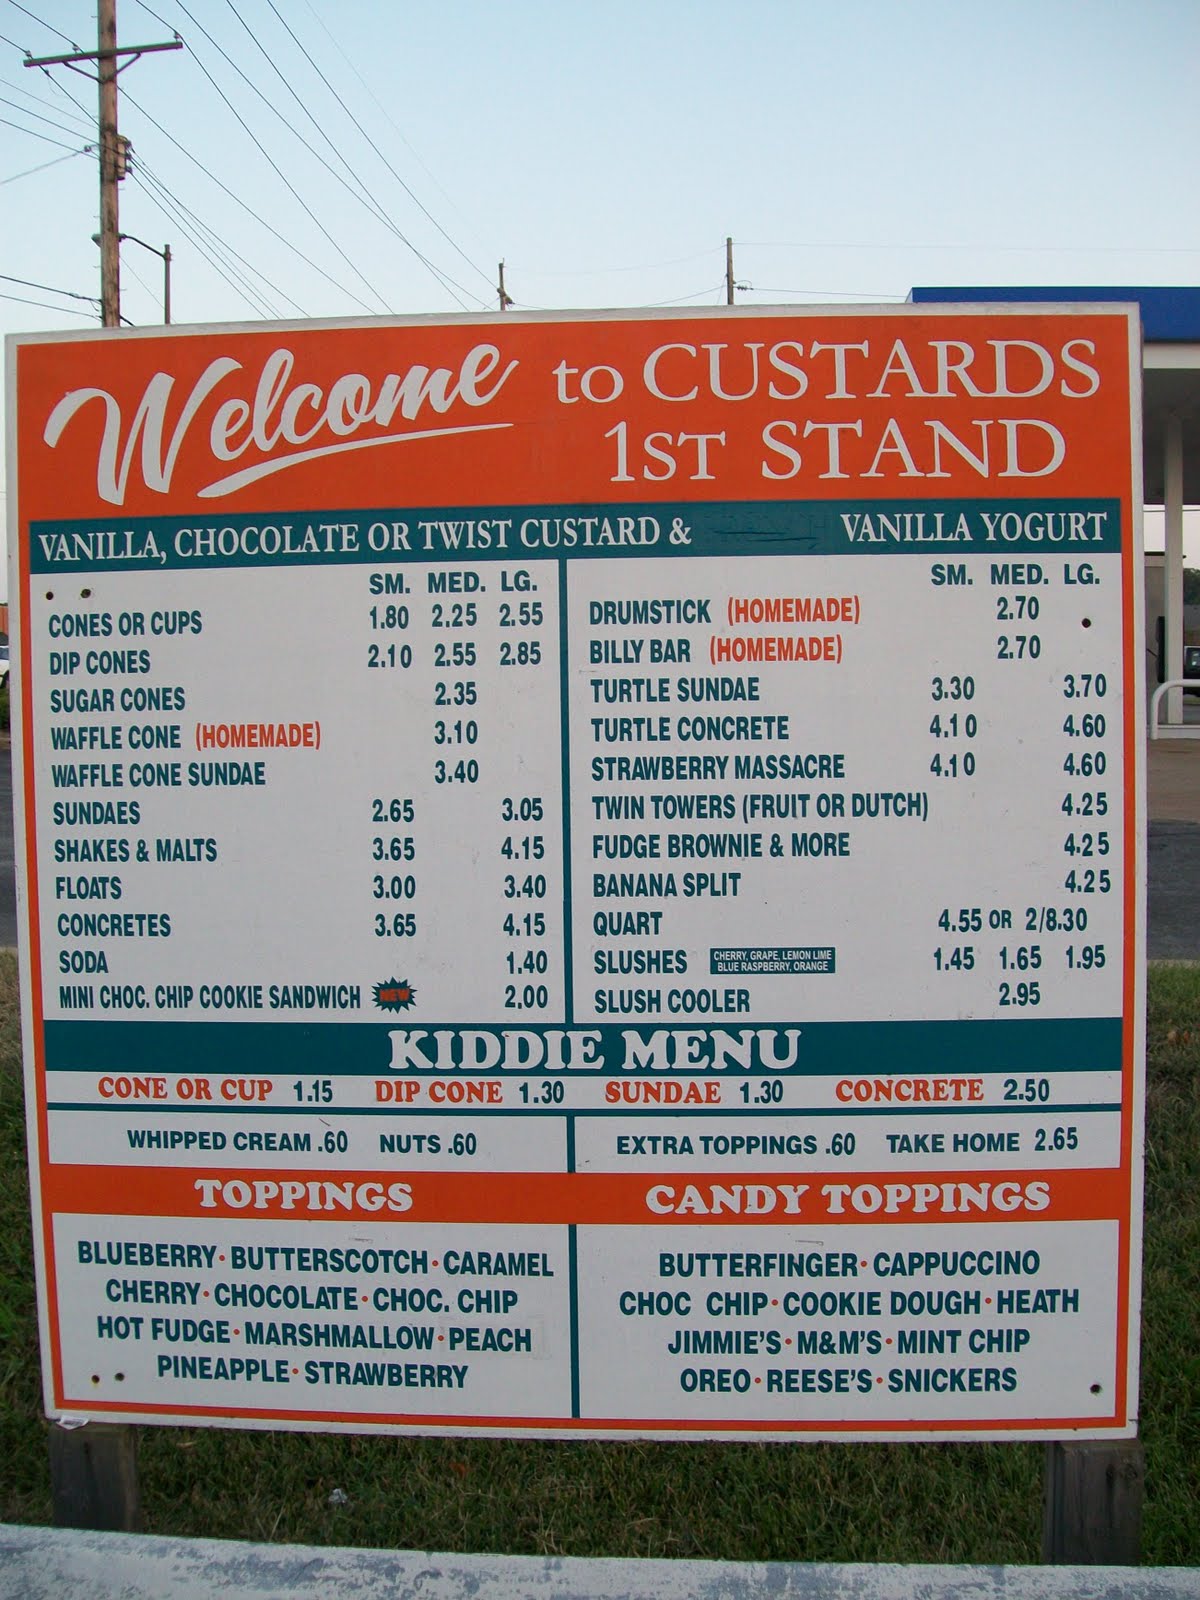 Welcome to CUSTARDS
1ST STAND
VANILLA, CHOCOLATE OR TWIST CUSTARD & VANILLA YOGURT
SM. MED. LG.
CONES OR CUPS 1.80 2.25 2.55
DIP CONES 2.10 2.55 2.85
SUGAR CONES 2.35
WAFFLE CONE (HOMEMADE) 3.10
WAFFLE CONE SUNDAE 3.40
SUNDAES 2.65 3.05
SHAKES & MALTS 3.65 4.15
FLOATS 3.00 3.40
CONCRETES 3.65 4.15
SODA 1.40
MINI CHOC. CHIP COOKIE SANDWICH NEW 2.00
SM. MED. LG.
DRUMSTICK (HOMEMADE) 2.70
BILLY BAR (HOMEMADE) 2.70
TURTLE SUNDAE 3.30 3.70
TURTLE CONCRETE 4.10 4.60
STRAWBERRY MASSACRE 4.10 4.60
TWIN TOWERS (FRUIT OR DUTCH) 4.25
FUDGE BROWNIE & MORE 4.25
BANANA SPLIT 4.25
QUART 4.55 OR 2/8.30
SLUSHES CHERRY, GRAPE, LEMON LIME 1.45 1.65 1.95
BLUE RASPBERRY, ORANGE
SLUSH COOLER 2.95
KIDDIE MENU
CONE OR CUP 1.15 DIP CONE 1.30 SUNDAE 1.30 CONCRETE 2.50
WHIPPED CREAM .60 NUTS .60
EXTRA TOPPINGS .60 TAKE HOME 2.65
TOPPINGS
BLUEBERRY • BUTTERSCOTCH • CARAMEL
CHERRY • CHOCOLATE • CHOC. CHIP
HOT FUDGE • MARSHMALLOW • PEACH
PINEAPPLE • STRAWBERRY
CANDY TOPPINGS
BUTTERFINGER • CAPPUCCINO
CHOC CHIP • COOKIE DOUGH • HEATH
JIMMIE'S • M&M'S • MINT CHIP
OREO • REESE'S • SNICKERS